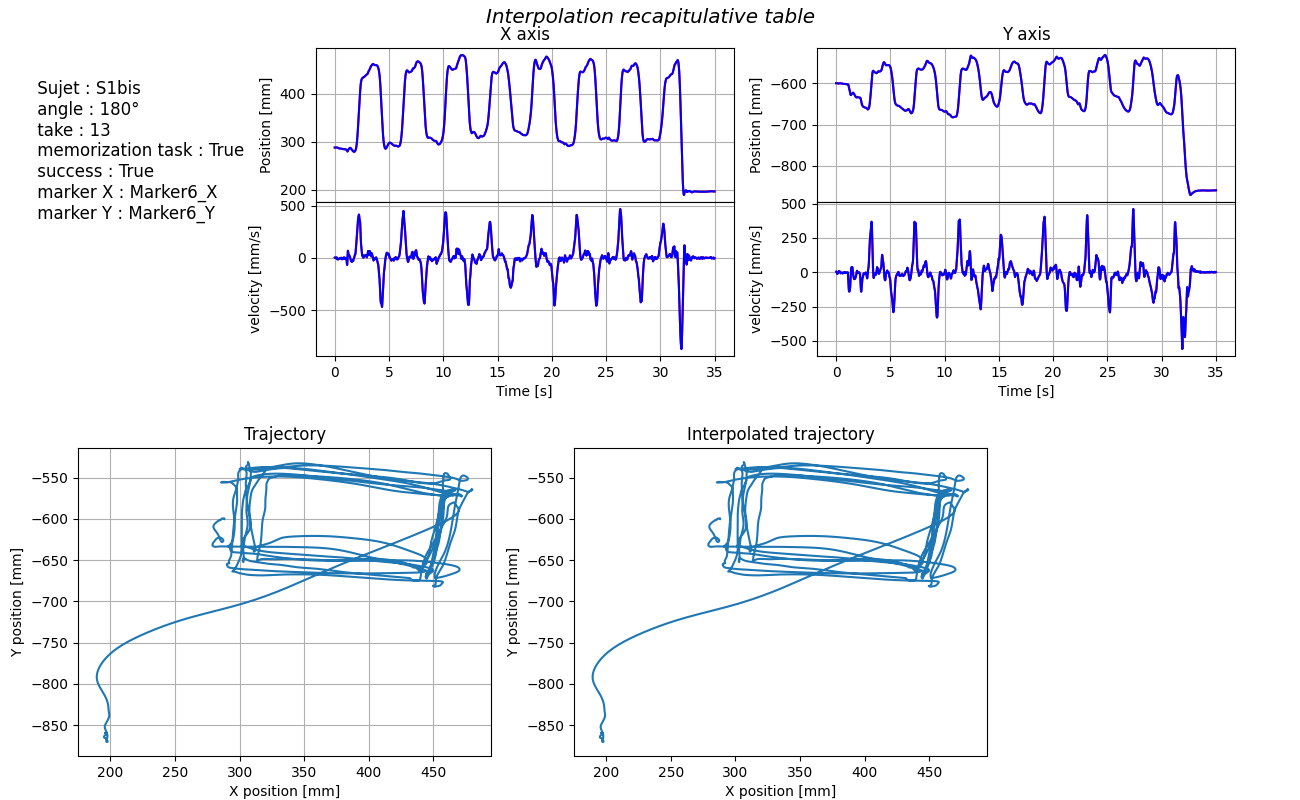 Interpolation recapitulative table
Sujet : S1bis
angle : 180°
take : 13
memorization task : True
success : True
marker X : Marker6_X
marker Y : Marker6_Y
X axis
Position [mm]
400
300
200
velocity [mm/s]
500
0
−500
0 5 10 15 20 25 30 35
Time [s]
Y axis
Position [mm]
−600
−700
−800
velocity [mm/s]
500
250
0
−250
−500
0 5 10 15 20 25 30 35
Time [s]
Trajectory
Y position [mm]
−550
−600
−650
−700
−750
−800
−850
200 250 300 350 400 450
X position [mm]
Interpolated trajectory
Y position [mm]
−550
−600
−650
−700
−750
−800
−850
200 250 300 350 400 450
X position [mm]